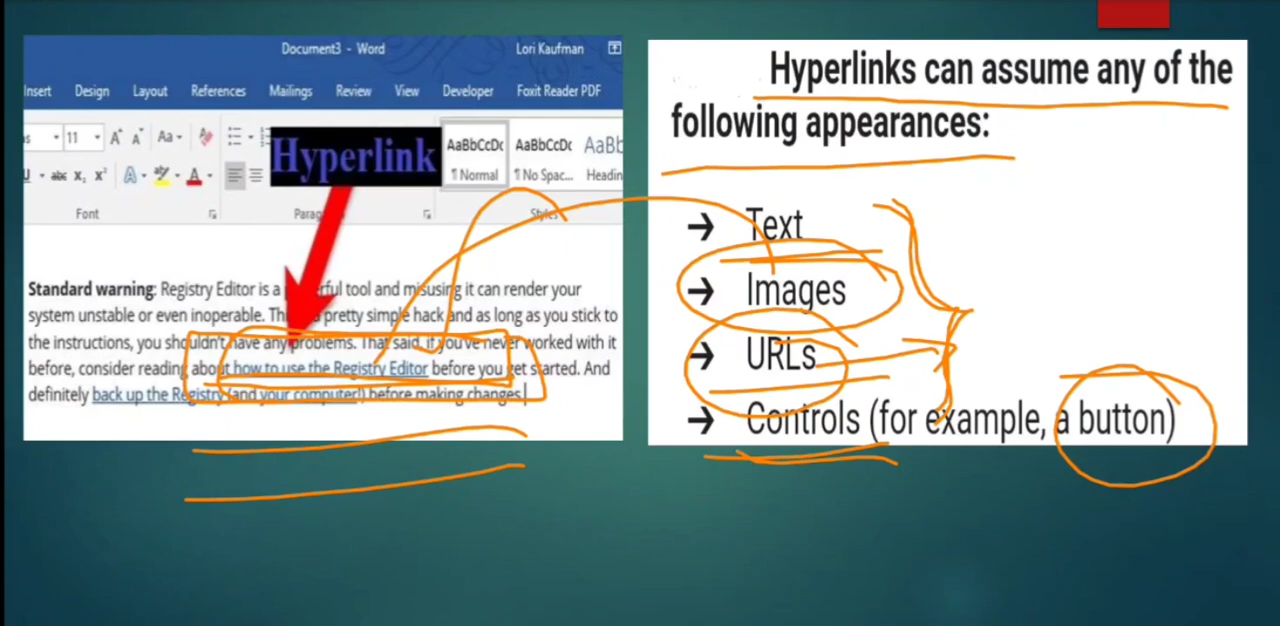 Document3 - Word
Lori Kaufman
Insert Design Layout References Mailings Review View Developer Foxit Reader PDF
11 Aa
AaBbCcDc AaBbCcDc AaBb
Hyperlink
abc X₂ X² A A
¶ Normal ¶ No Spac... Headin
Font Styles
Standard warning: Registry Editor is a tool and misusing it can render your
system unstable or even inoperable. pretty simple hack and as long as you stick to
the instructions, you shouldn't have any problems. That said, if you've never worked with it
before, consider reading about how to use the Registry Editor before you get started. And
definitely back up the Registry (and your computer!) before making changes
Hyperlinks can assume any of the
following appearances:
→ Text
→ Images
→ URLs
→ Controls (for example, a button)